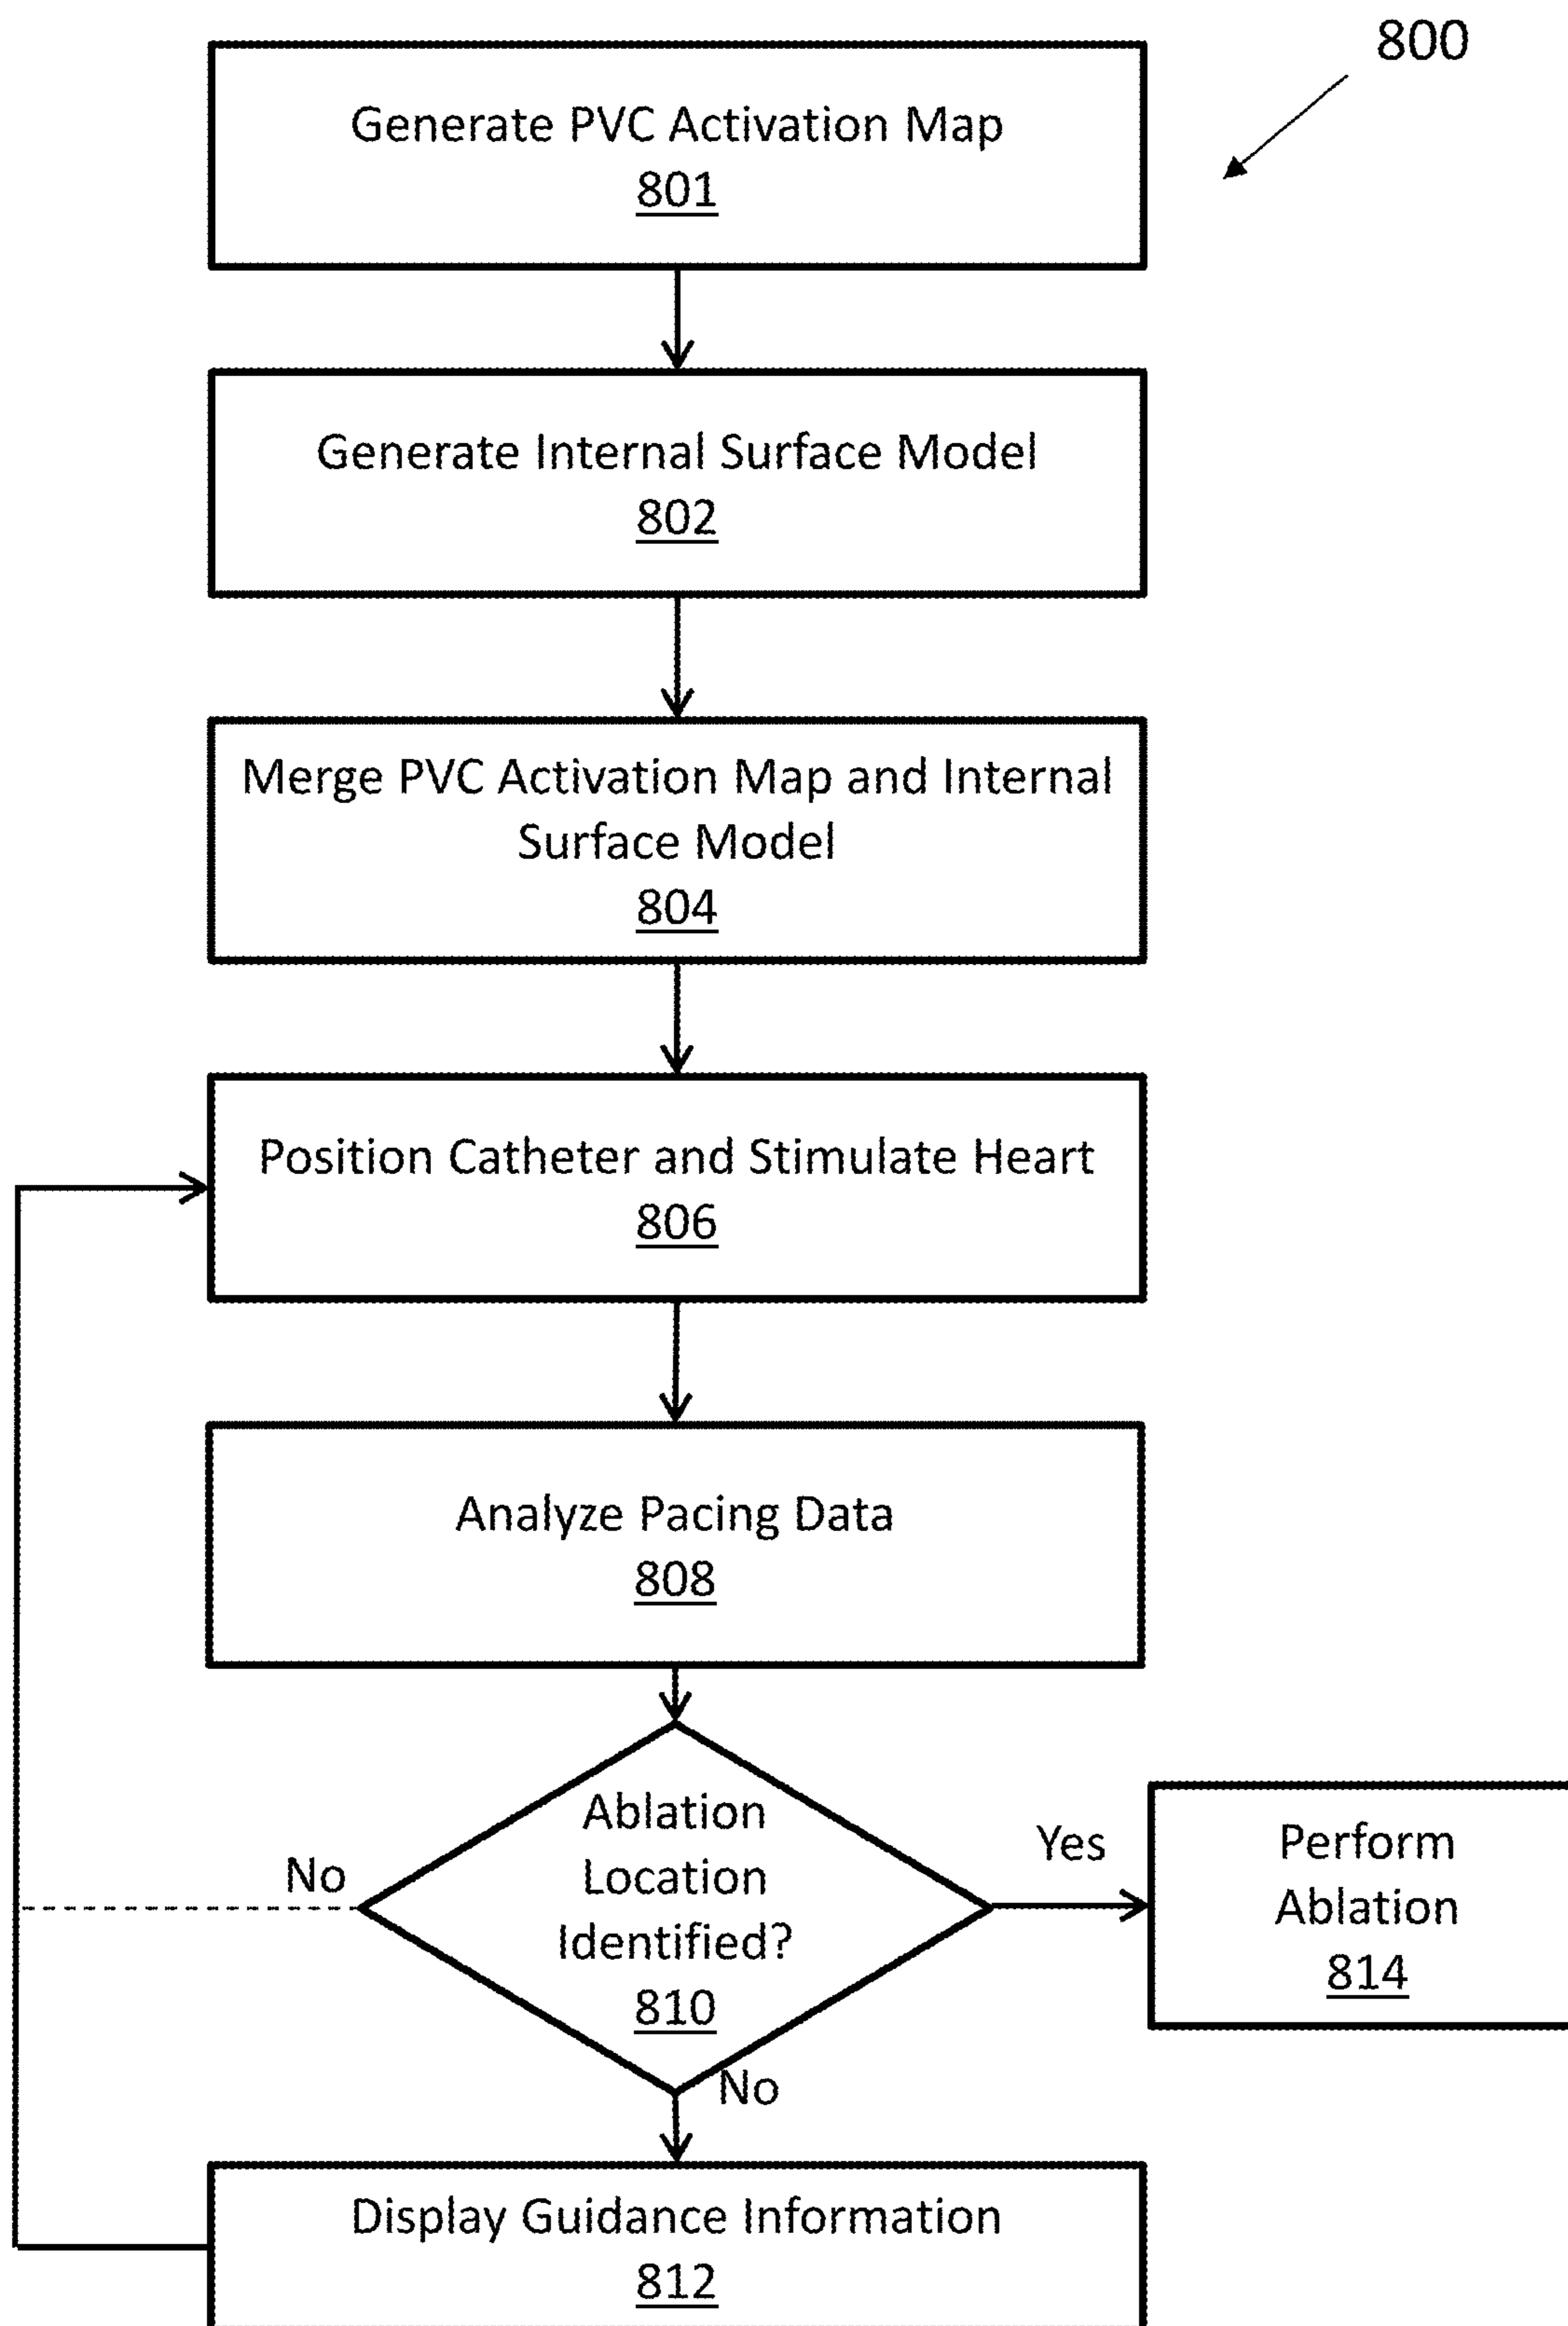 800
Generate PVC Activation Map
801
Generate Internal Surface Model
802
Merge PVC Activation Map and Internal
Surface Model
804
Position Catheter and Stimulate Heart
806
Analyze Pacing Data
808
Ablation
Location
Identified?
810
No
Yes
Perform
Ablation
814
No
Display Guidance Information
812